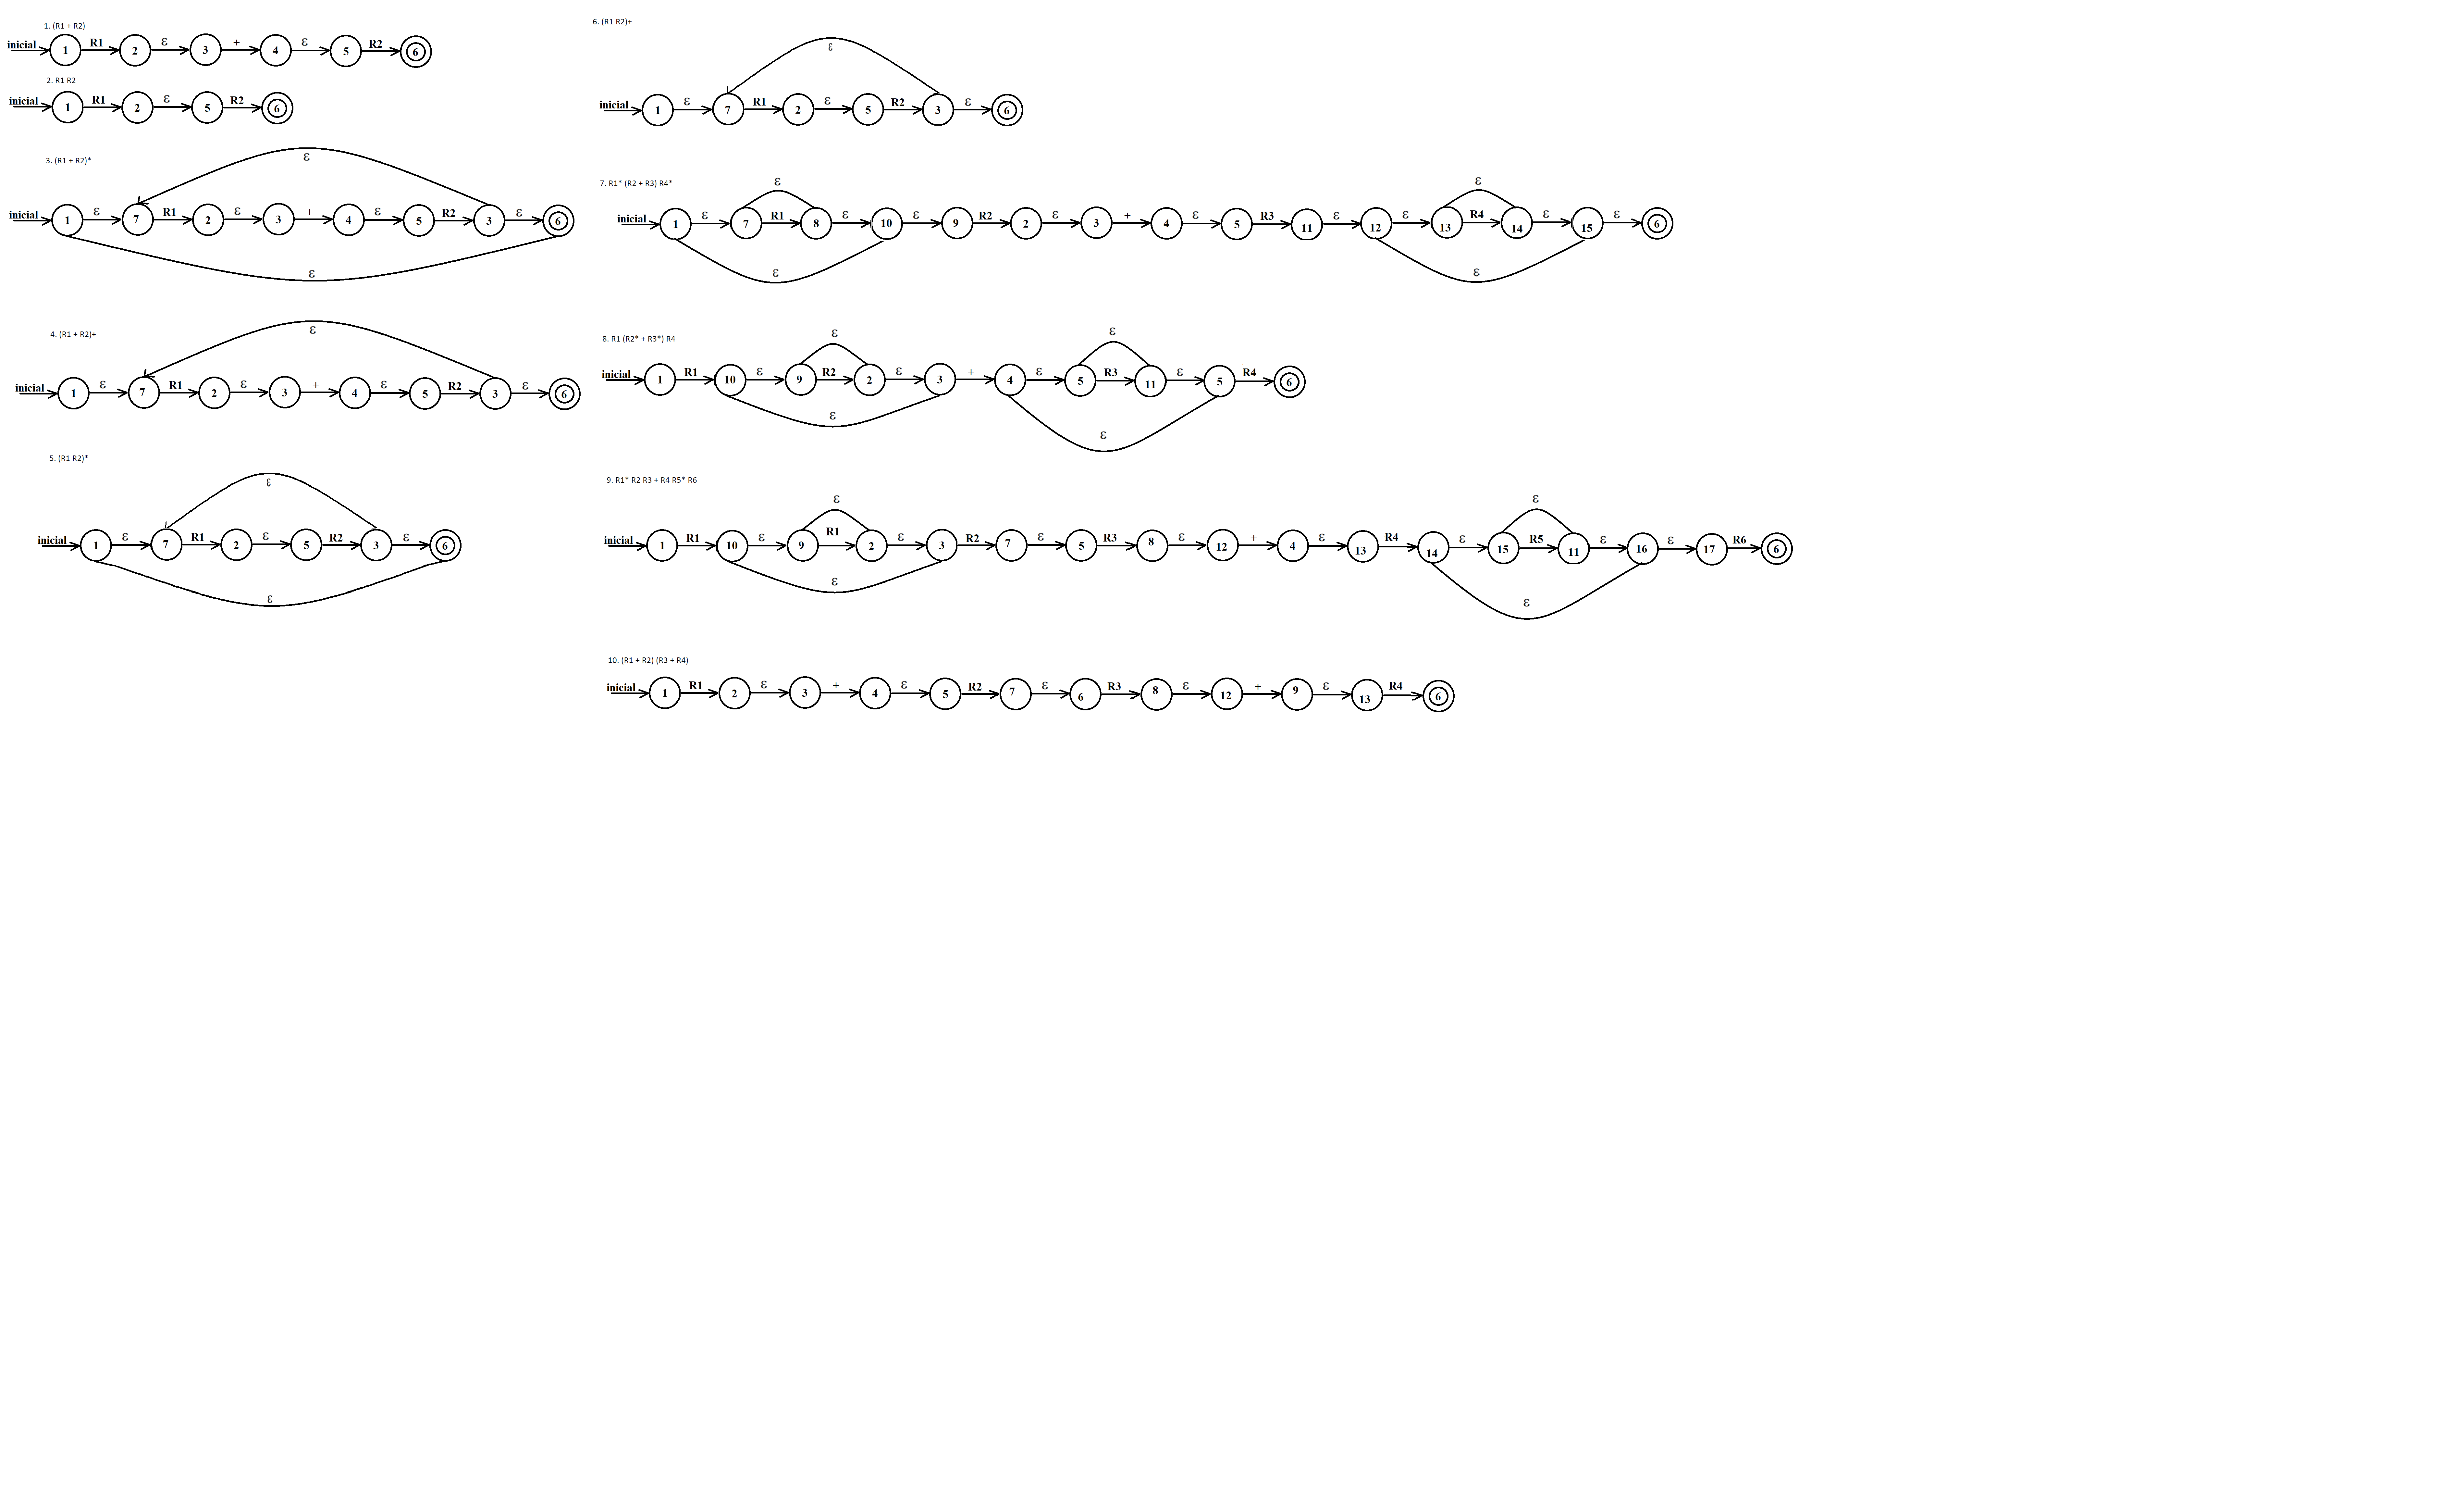 1. (R1 + R2)
inicial 1 R1 2 ε 3 + 4 ε 5 R2 6
2. R1 R2
inicial 1 R1 2 ε 5 R2 6
3. (R1 + R2)*
ε
inicial 1 ε 7 R1 2 ε 3 + 4 ε 5 R2 3 ε 6
ε
4. (R1 + R2)+
ε
inicial 1 ε 7 R1 2 ε 3 + 4 ε 5 R2 3 ε 6
5. (R1 R2)*
ε
inicial 1 ε 7 R1 2 ε 5 R2 3 ε 6
ε
6. (R1 R2)+
ε
inicial 1 ε 7 R1 2 ε 5 R2 3 ε 6
7. R1* (R2 + R3) R4*
ε ε
inicial 1 ε 7 R1 8 ε 10 ε 9 R2 2 ε 3 + 4 ε 5 R3 11 ε 12 ε 13 R4 14 ε 15 ε 6
ε ε
8. R1 (R2* + R3*) R4
ε ε
inicial 1 R1 10 ε 9 R2 2 ε 3 + 4 ε 5 R3 11 ε 5 R4 6
ε ε
9. R1* R2 R3 + R4 R5* R6
ε ε
inicial 1 R1 10 ε 9 R1 2 ε 3 R2 7 ε 5 R3 8 ε 12 + 4 ε 13 R4 14 ε 15 R5 11 ε 16 ε 17 R6 6
ε ε
10. (R1 + R2) (R3 + R4)
inicial 1 R1 2 ε 3 + 4 ε 5 R2 7 ε 6 R3 8 ε 12 + 9 ε 13 R4 6